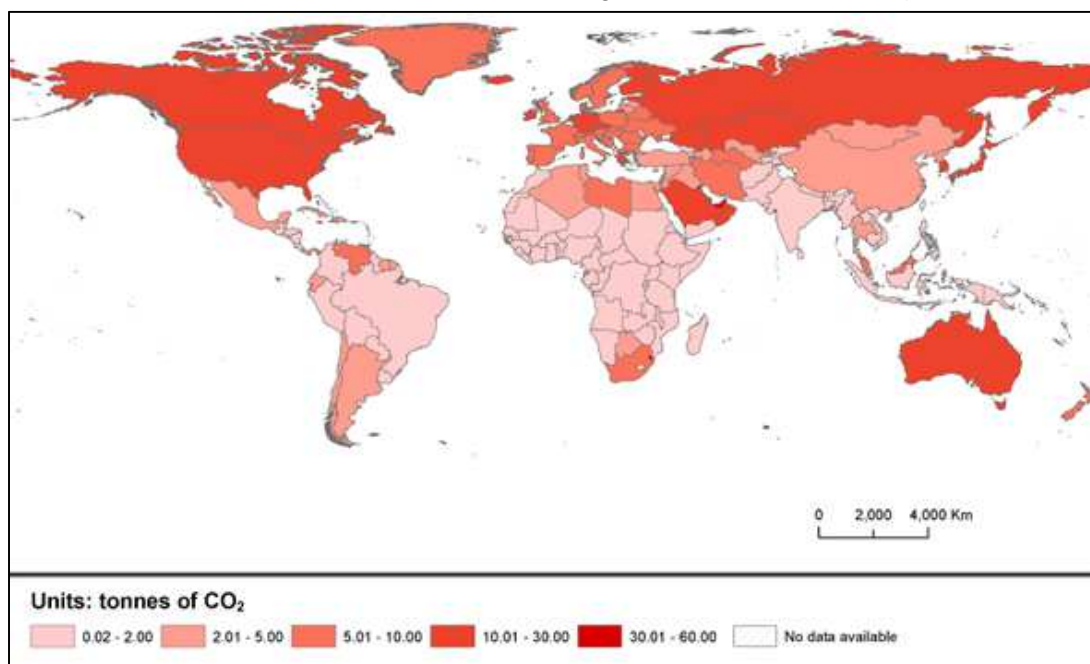 0 2,000 4,000 Km
Units: tonnes of CO₂
0.02 - 2.00 2.01 - 5.00 5.01 - 10.00 10.01 - 30.00 30.01 - 60.00 No data available